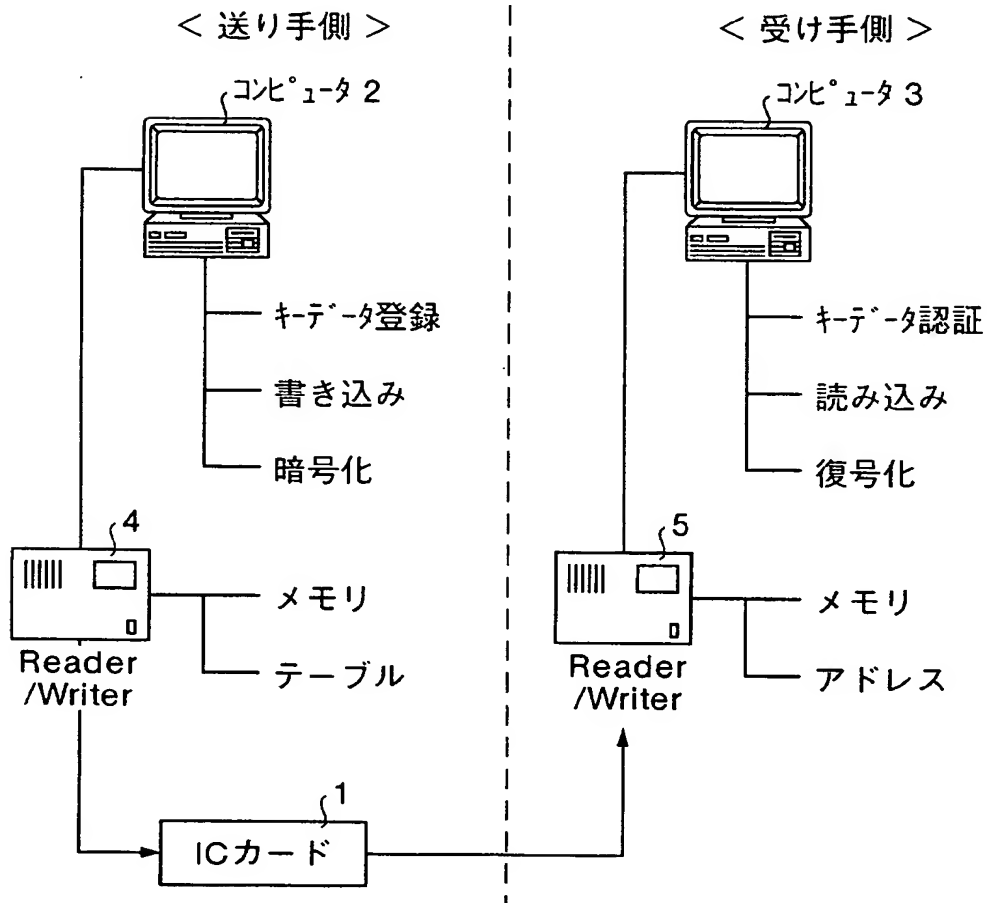 < 送り手側 >
コンピュータ 2
キーデータ登録
書き込み
暗号化
4
メモリ
テーブル
Reader
/Writer
1
ICカード
< 受け手側 >
コンピュータ 3
キーデータ認証
読み込み
復号化
5
メモリ
アドレス
Reader
/Writer